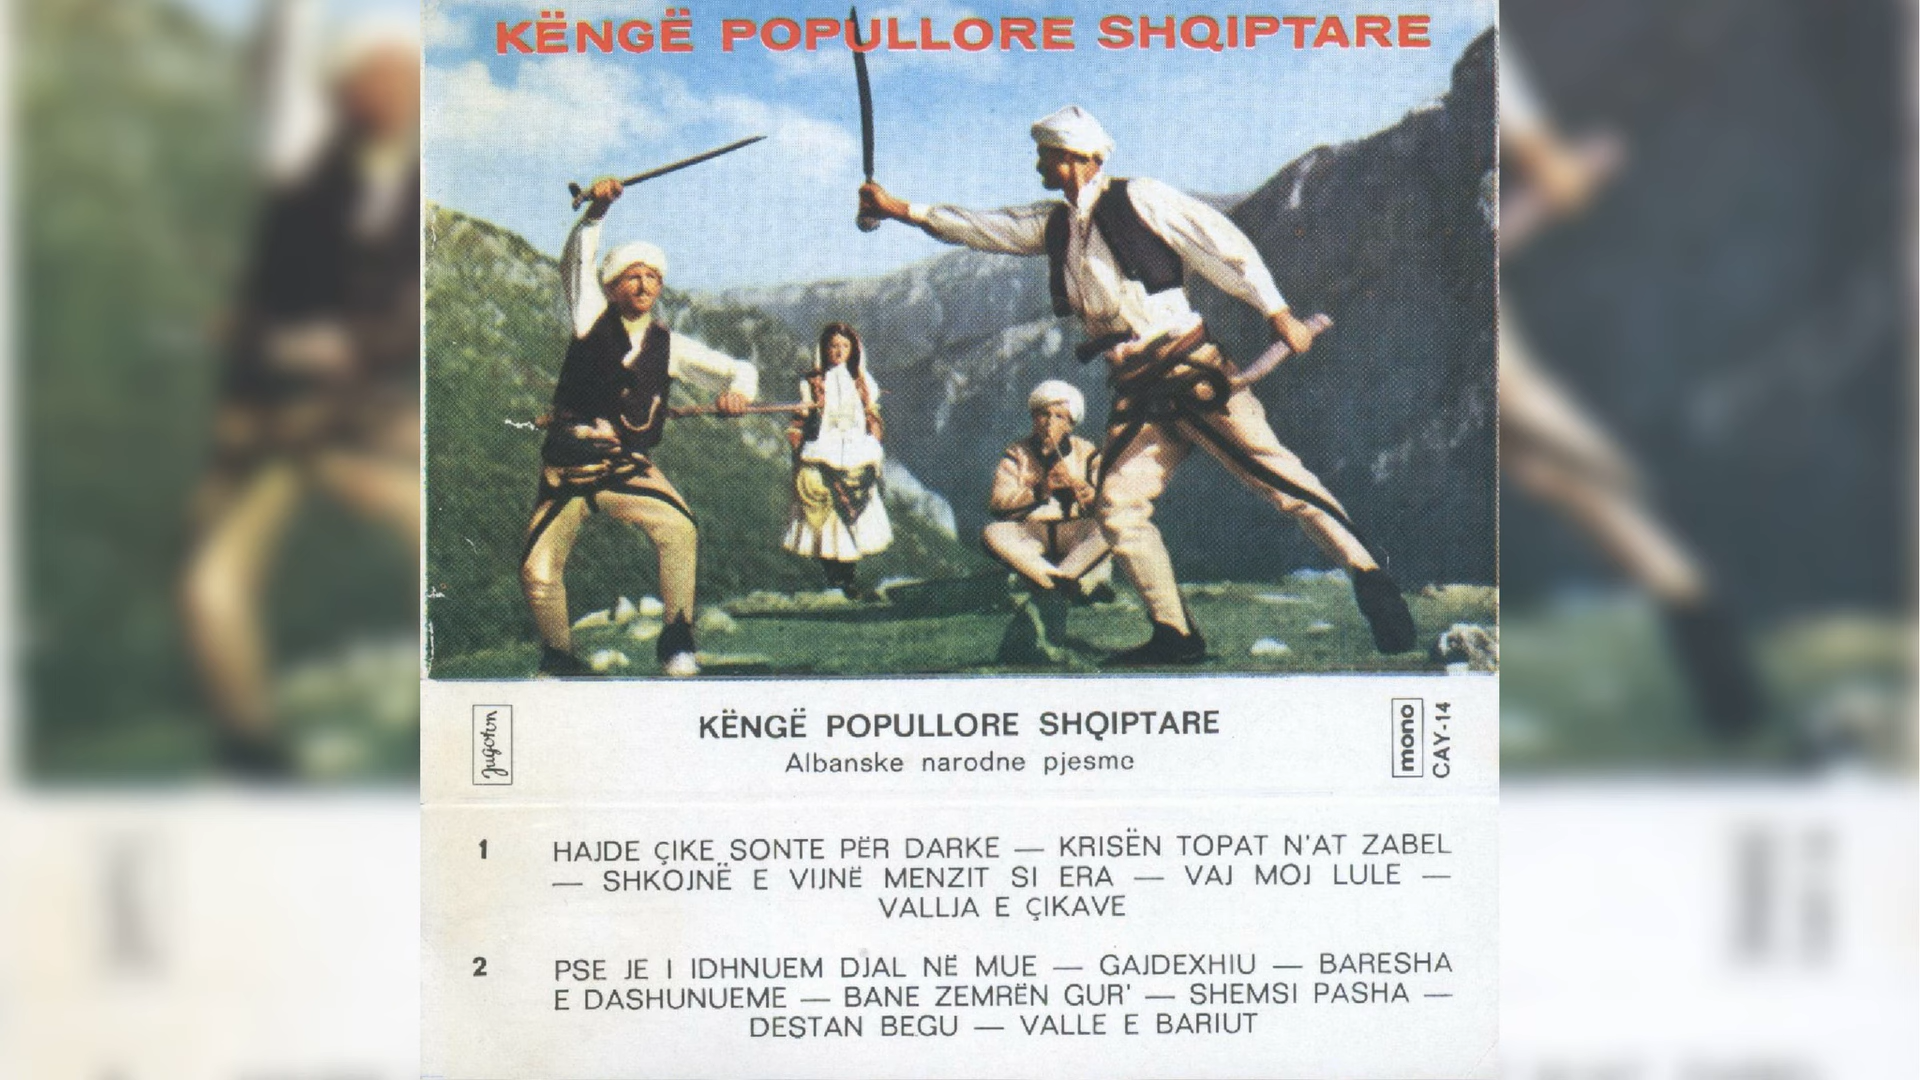 KËNGË POPULLORE SHQIPTARE
Jugoton
KËNGË POPULLORE SHQIPTARE
Albanske narodne pjesme
mono
CAY-14
1
HAJDE ÇIKE SONTE PËR DARKE — KRISËN TOPAT N'AT ZABEL
— SHKOJNË E VIJNË MENZIT SI ERA — VAJ MOJ LULE —
VALLJA E ÇIKAVE
2
PSE JE I IDHNUEM DJAL NË MUE — GAJDEXHIU — BARESHA
E DASHUNUEME — BANE ZEMRËN GUR' — SHEMSI PASHA —
DESTAN BEGU — VALLE E BARIUT